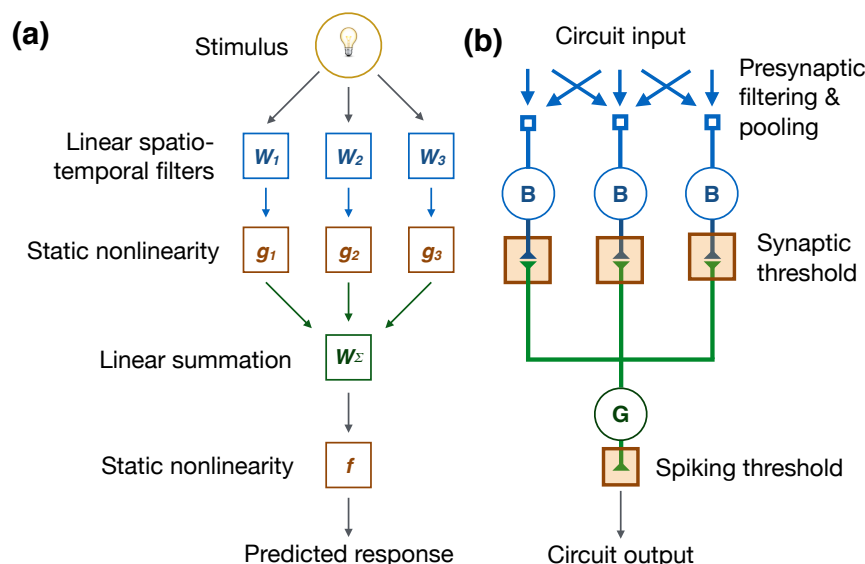 (a)
Stimulus
Linear spatio-
temporal filters
W1 W2 W3
Static nonlinearity
g1 g2 g3
Linear summation
WΣ
Static nonlinearity
f
Predicted response
(b)
Circuit input
Presynaptic
filtering &
pooling
B B B
Synaptic
threshold
G
Spiking threshold
Circuit output